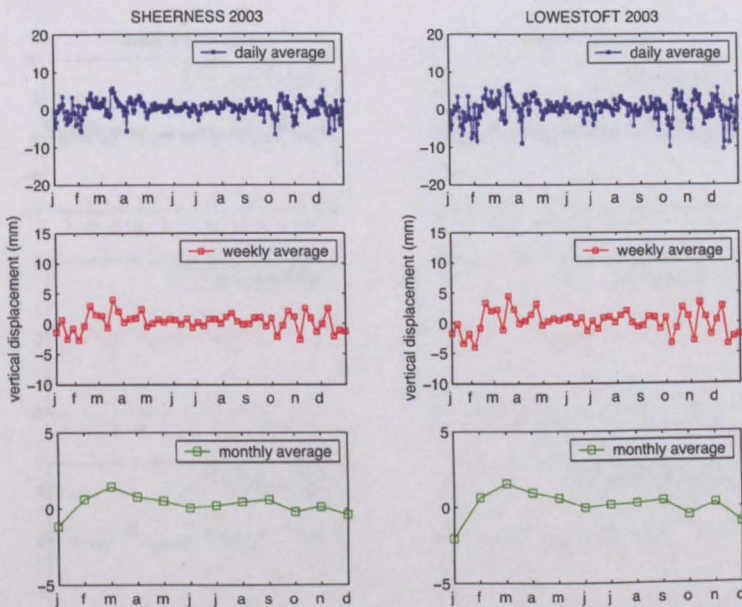 SHEERNESS 2003
20
10
0
−10
−20
daily average
j f m a m j j a s o n d
vertical displacement (mm)
15
10
5
0
−5
−10
weekly average
j f m a m j j a s o n d
5
0
−5
monthly average
j f m a m j j a s o n d
LOWESTOFT 2003
20
10
0
−10
−20
daily average
j f m a m j j a s o n d
vertical displacement (mm)
15
10
5
0
−5
−10
weekly average
j f m a m j j a s o n d
5
0
−5
monthly average
j f m a m j j a s o n d